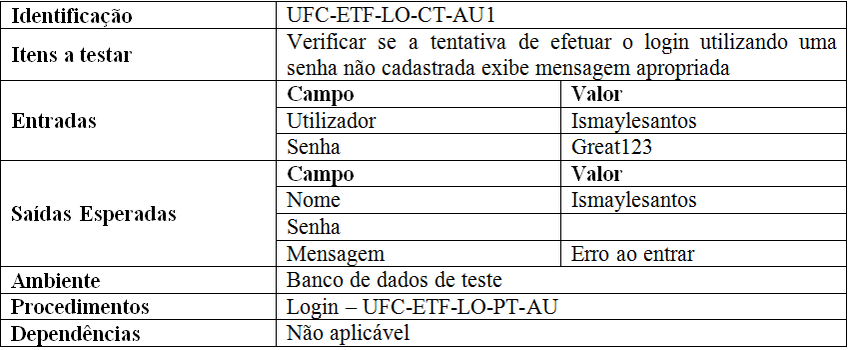 Identificação UFC-ETF-LO-CT-AU1
Itens a testar Verificar se a tentativa de efetuar o login utilizando uma
senha não cadastrada exibe mensagem apropriada
Entradas
Campo Valor
Utilizador Ismaylesantos
Senha Great123
Saídas Esperadas
Campo Valor
Nome Ismaylesantos
Senha
Mensagem Erro ao entrar
Ambiente Banco de dados de teste
Procedimentos Login – UFC-ETF-LO-PT-AU
Dependências Não aplicável